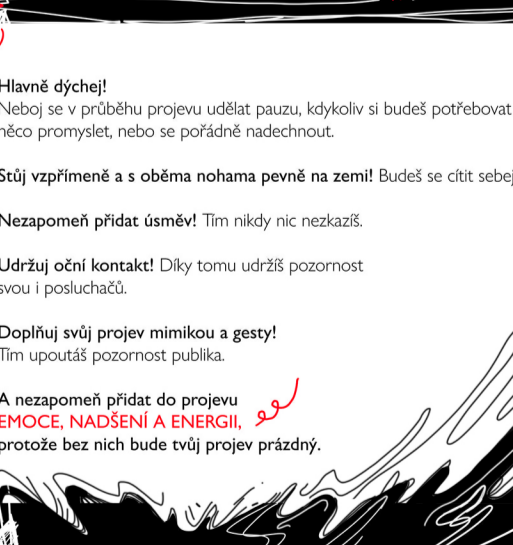 Hlavně dýchej!
Neboj se v průběhu projevu udělat pauzu, kdykoliv si budeš potřebovat
něco promyslet, nebo se pořádně nadechnout.
Stůj vzpřímeně a s oběma nohama pevně na zemi! Budeš se cítit sebej
Nezapomeň přidat úsměv! Tím nikdy nic nezkazíš.
Udržuj oční kontakt! Díky tomu udržíš pozornost
svou i posluchačů.
Doplňuj svůj projev mimikou a gesty!
Tím upoutáš pozornost publika.
A nezapomeň přidat do projevu
EMOCE, NADŠENÍ A ENERGII,
protože bez nich bude tvůj projev prázdný.